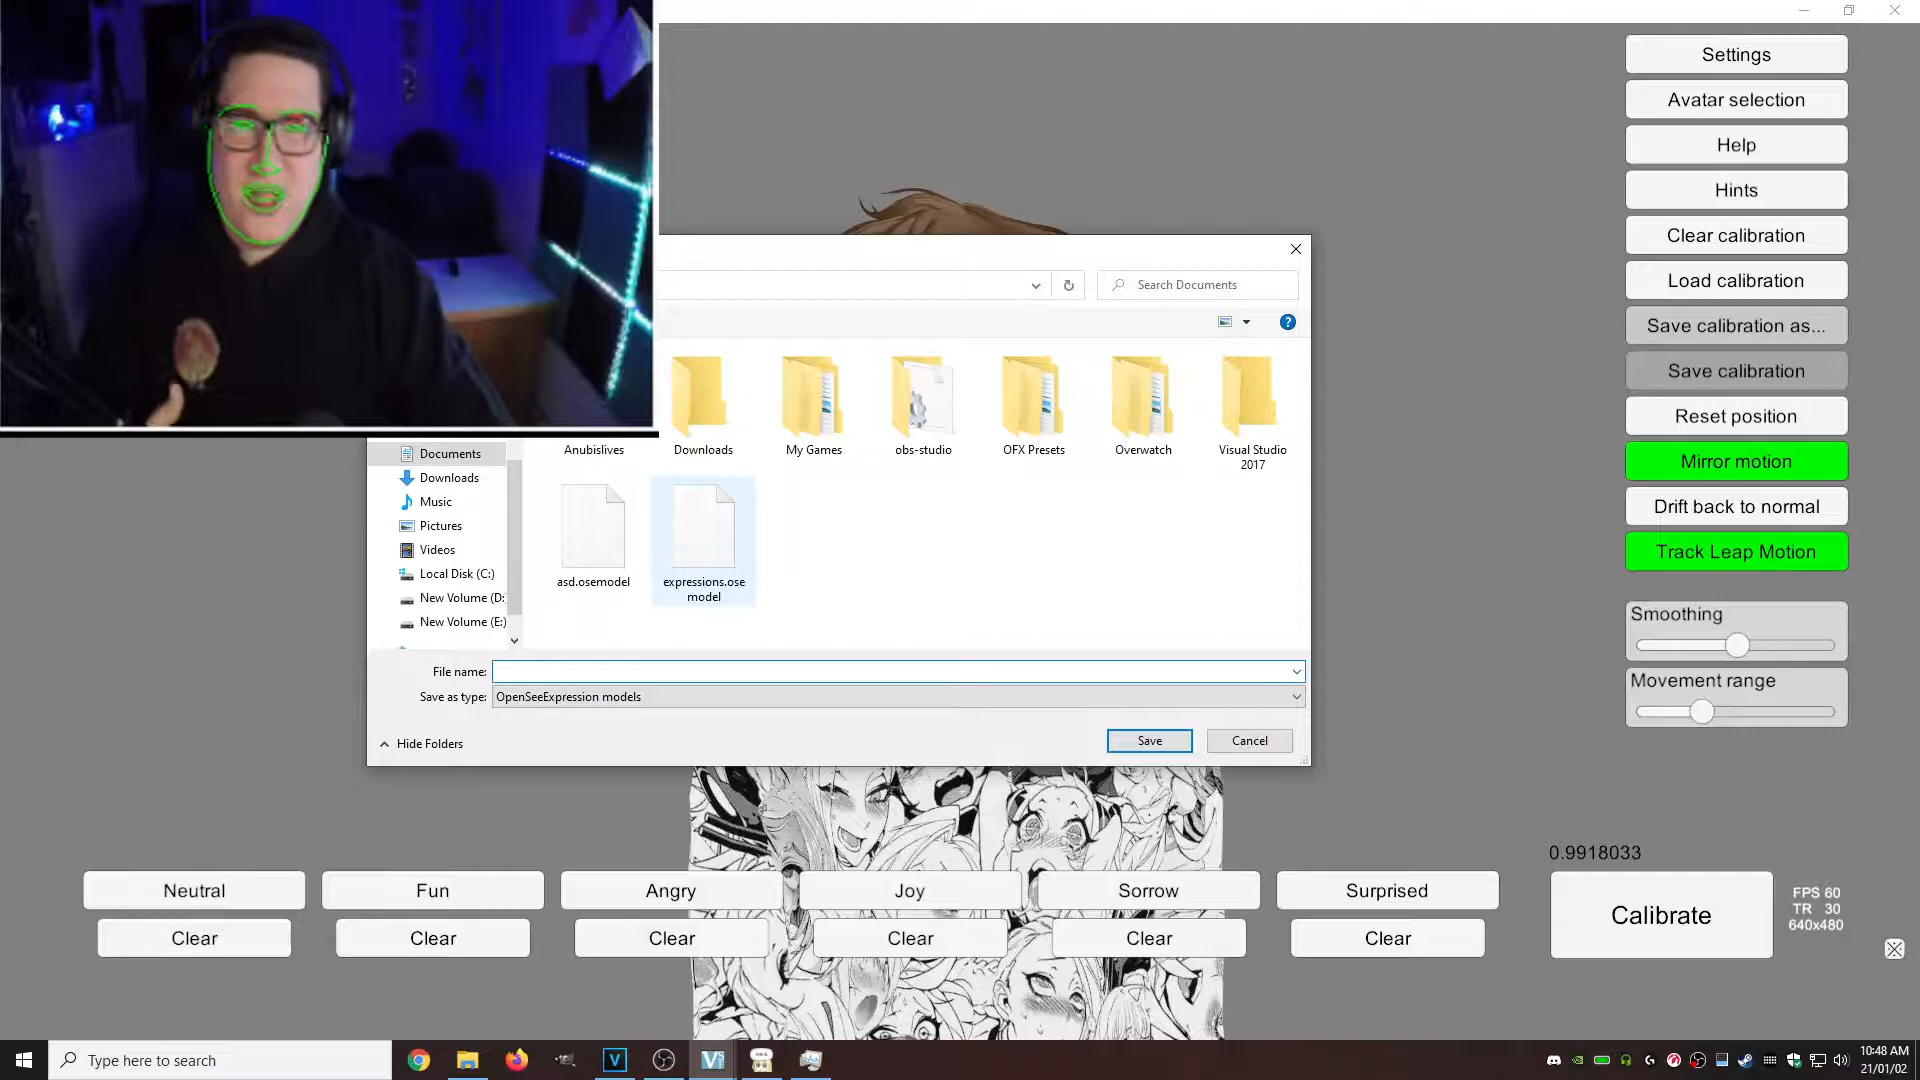 Settings
Avatar selection
Help
Hints
Clear calibration
Load calibration
Save calibration as...
Save calibration
Reset position
Mirror motion
Drift back to normal
Track Leap Motion
Smoothing
Movement range
Search Documents
Anubislives
Downloads
My Games
obs-studio
OFX Presets
Overwatch
Visual Studio
2017
asd.osemodel
expressions.ose
model
Documents
Downloads
Music
Pictures
Videos
Local Disk (C:)
New Volume (D:
New Volume (E:)
File name:
Save as type:
OpenSeeExpression models
Hide Folders
Save
Cancel
0.9918033
Neutral
Fun
Angry
Joy
Sorrow
Surprised
Clear
Clear
Clear
Clear
Clear
Clear
Calibrate
FPS 60
TR 30
640x480
Type here to search
10:48 AM
21/01/02